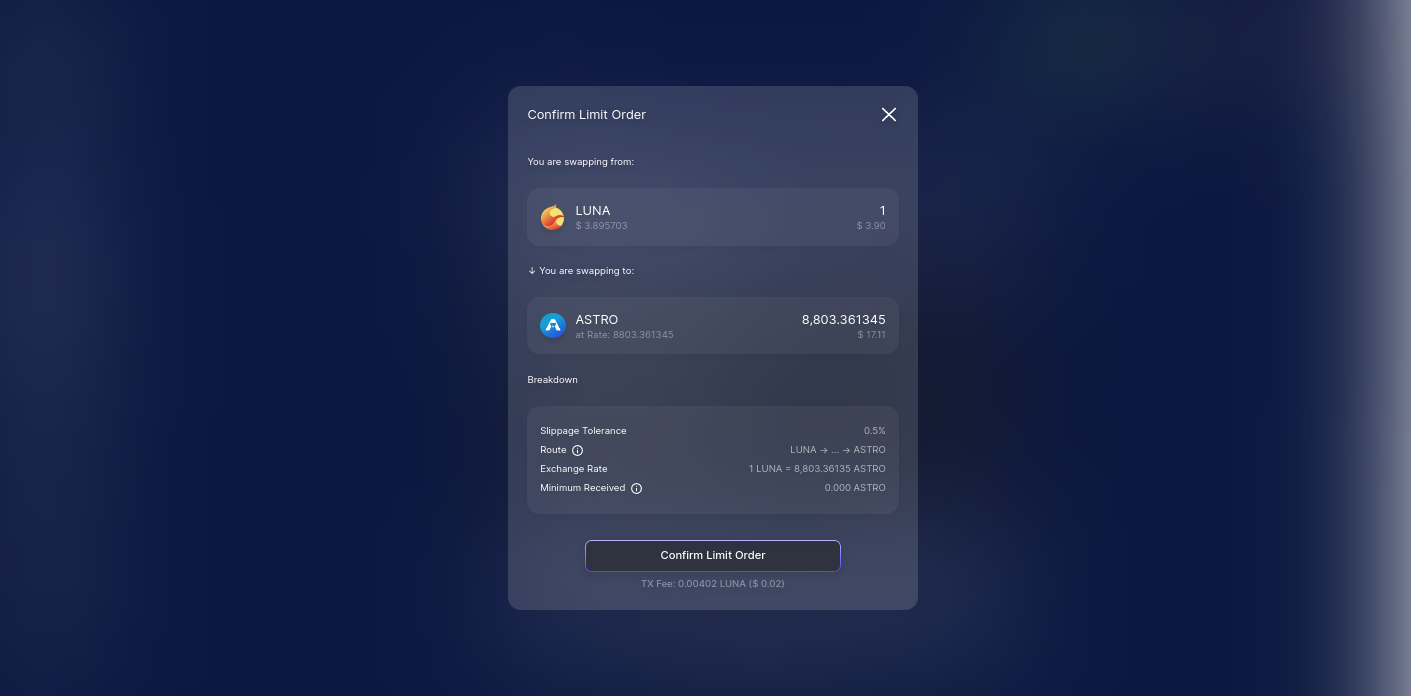 Confirm Limit Order
You are swapping from:
LUNA 1
$ 3.895703 $ 3.90
↓ You are swapping to:
ASTRO 8,803.361345
at Rate: 8803.361345 $ 17.11
Breakdown
Slippage Tolerance 0.5%
Route LUNA → ... → ASTRO
Exchange Rate 1 LUNA = 8,803.36135 ASTRO
Minimum Received 0.000 ASTRO
Confirm Limit Order
TX Fee: 0.00402 LUNA ($ 0.02)